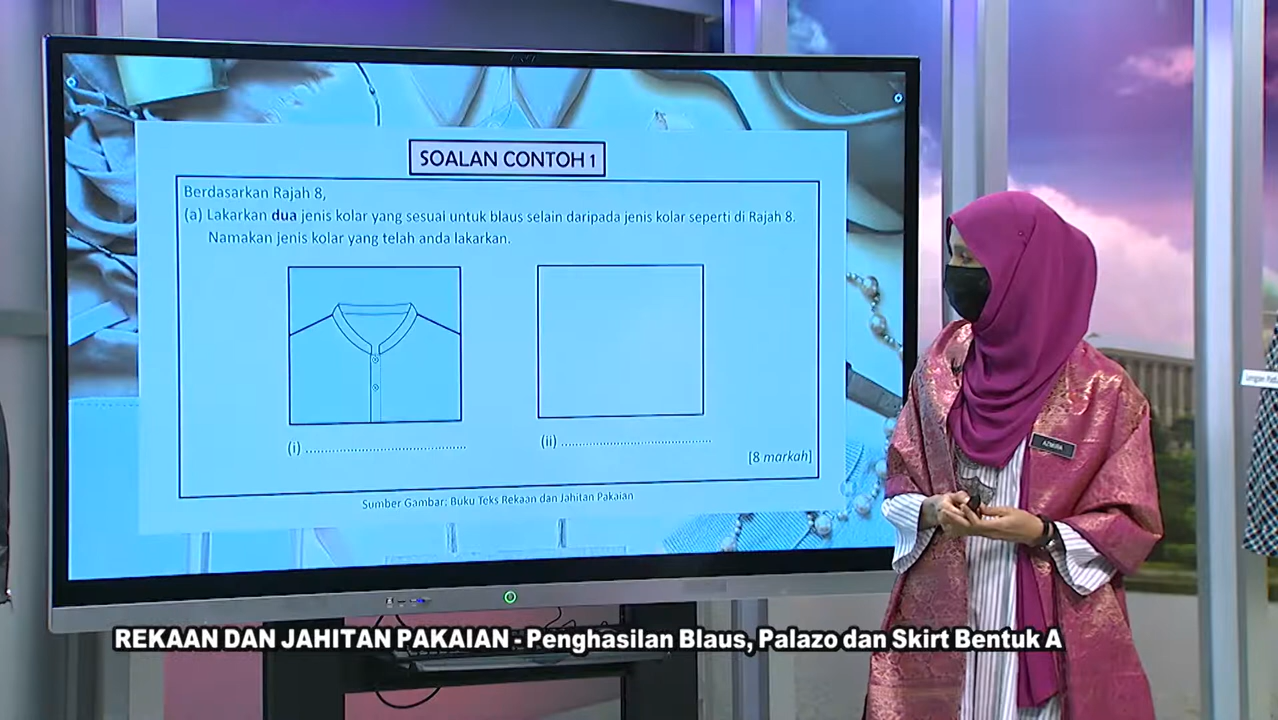 SOALAN CONTOH 1
Berdasarkan Rajah 8,
(a) Lakarkan dua jenis kolar yang sesuai untuk blaus selain daripada jenis kolar seperti di Rajah 8.
Namakan jenis kolar yang telah anda lakarkan.
(i) ..........................................
(ii) ........................................
[8 markah]
Sumber Gambar: Buku Teks Rekaan dan Jahitan Pakaian
AZMIRA
REKAAN DAN JAHITAN PAKAIAN - Penghasilan Blaus, Palazo dan Skirt Bentuk A